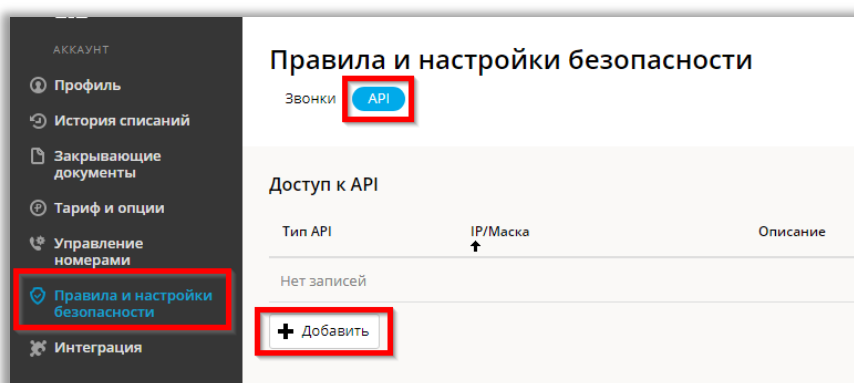 АККАУНТ
Профиль
История списаний
Закрывающие
документы
Тариф и опции
Управление
номерами
Правила и настройки
безопасности
Интеграция
Правила и настройки безопасности
Звонки API
Доступ к API
Тип API IP/Маска Описание
Нет записей
Добавить